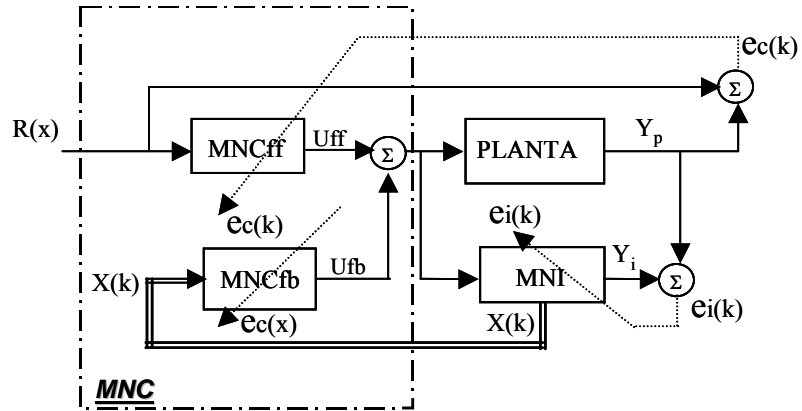 ec(k)
R(x)
MNCff
Uff
Σ
PLANTA
Yp
Σ
ec(k)
ei(k)
X(k)
MNCfb
Ufb
MNI
Yi
Σ
ec(x)
X(k)
ei(k)
MNC